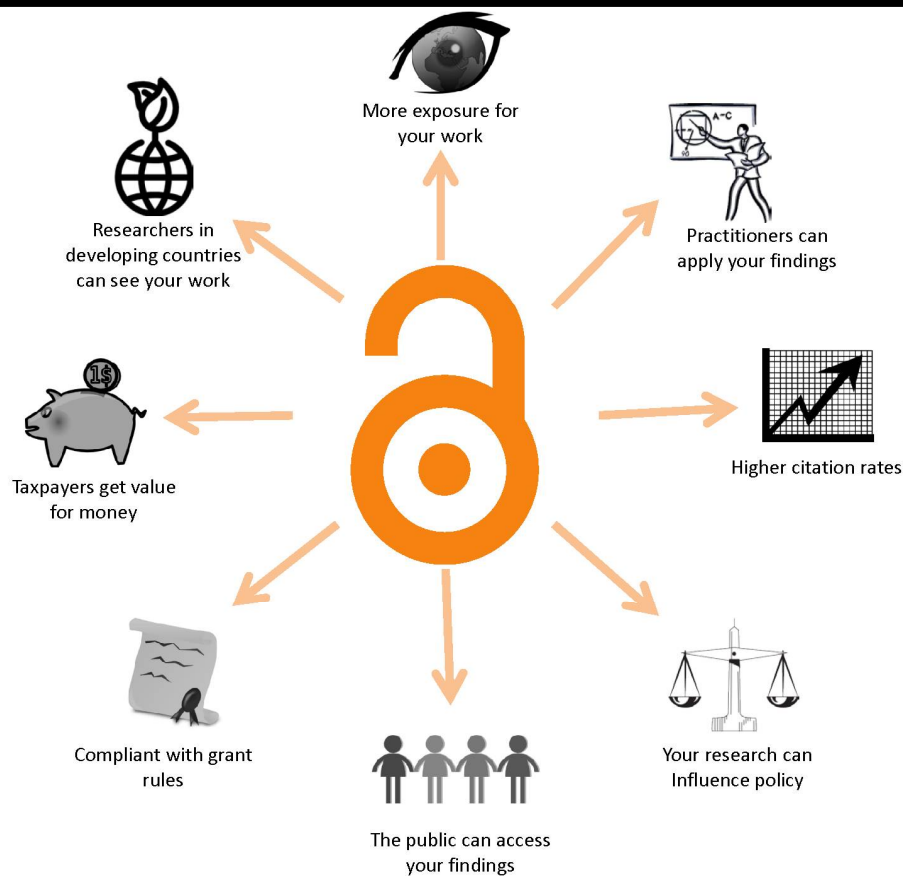 More exposure for
your work
A-C
Practitioners can
apply your findings
Higher citation rates
Your research can
Influence policy
The public can access
your findings
Compliant with grant
rules
1$
Taxpayers get value
for money
Researchers in
developing countries
can see your work